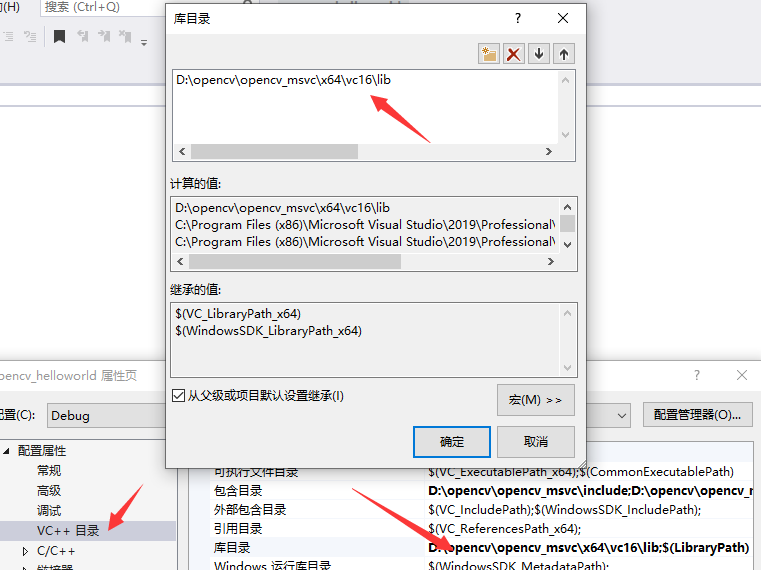 (H)
搜索 (Ctrl+Q)
库目录
?
D:\opencv\opencv_msvc\x64\vc16\lib
计算的值:
D:\opencv\opencv_msvc\x64\vc16\lib
C:\Program Files (x86)\Microsoft Visual Studio\2019\Professional\
C:\Program Files (x86)\Microsoft Visual Studio\2019\Professional\
继承的值:
$(VC_LibraryPath_x64)
$(WindowsSDK_LibraryPath_x64)
从父级或项目默认设置继承(I)
宏(M) >>
确定
取消
pencv_helloworld 属性页
?
配置(C):
Debug
配置管理器(O)...
配置属性
常规
高级
调试
VC++ 目录
C/C++
链接器
可执行文件目录
$(VC_ExecutablePath_x64);$(CommonExecutablePath)
包含目录
D:\opencv\opencv_msvc\include;D:\opencv\opencv_
外部包含目录
$(VC_IncludePath);$(WindowsSDK_IncludePath);
引用目录
$(VC_ReferencesPath_x64);
库目录
D:\opencv\opencv_msvc\x64\vc16\lib;$(LibraryPath)
Windows 运行库目录
$(WindowsSDK_MetadataPath);